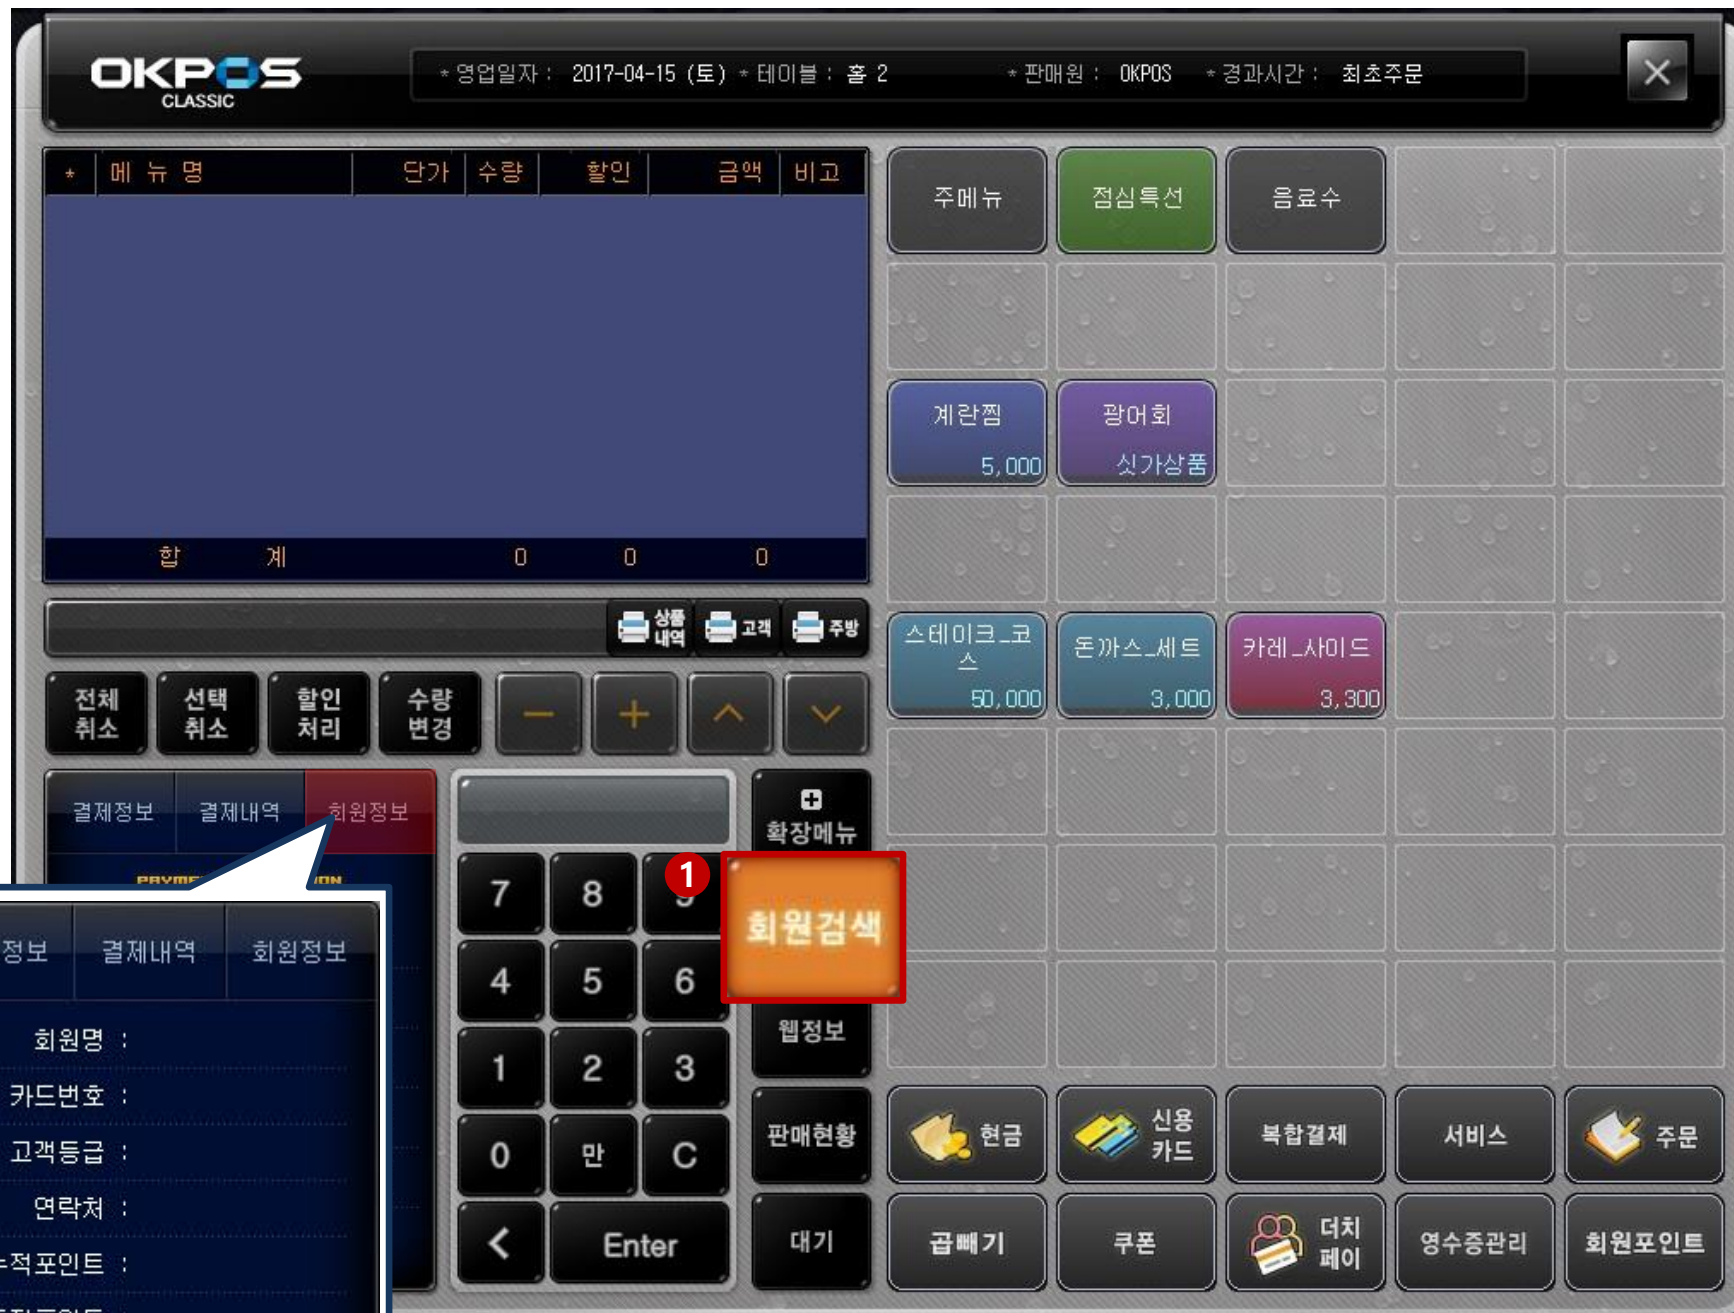 OKPOS
CLASSIC
* 영업일자 : 2017-04-15 (토) * 테이블 : 홀 2 * 판매원 : OKPOS * 경과시간 : 최초주문
* 메 뉴 명 단가 수량 할인 금액 비고
합 계 0 0 0
상품
내역
고객
주방
전체
취소
선택
취소
할인
처리
수량
변경
결제정보 결제내역 회원정보
정보 결제내역 회원정보
회원명 :
카드번호 :
고객등급 :
연락처 :
적포인트 :
7 8 9
4 5 6
1 2 3
0 만 C
Enter
확장메뉴
1
회원검색
웹정보
판매현황
대기
주메뉴 점심특선 음료수
계란찜
5,000
광어회
싯가상품
스테이크_코
스
50,000
돈까스_세트
3,000
카레_사이드
3,300
현금
신용
카드
복합결제
서비스
주문
곱빼기
쿠폰
더치
페이
영수증관리
회원포인트